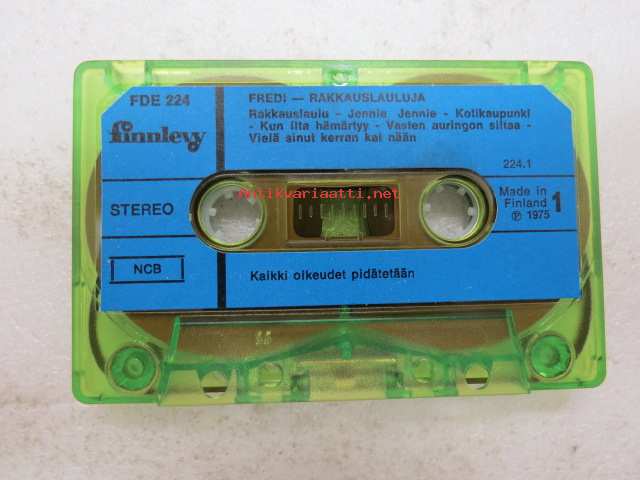 FDE 224
finnlevy
STEREO
NCB
FREDI — RAKKAUSLAULUJA
Rakkauslaulu - Jennie Jennie - Kotikaupunki
- Kun ilta hämärtyy - Vasten auringon siltaa -
Vielä sinut kerran kai nään
224.1
Antikvariaatti.net
Made in
Finland 1
℗ 1975
Kaikki oikeudet pidätetään